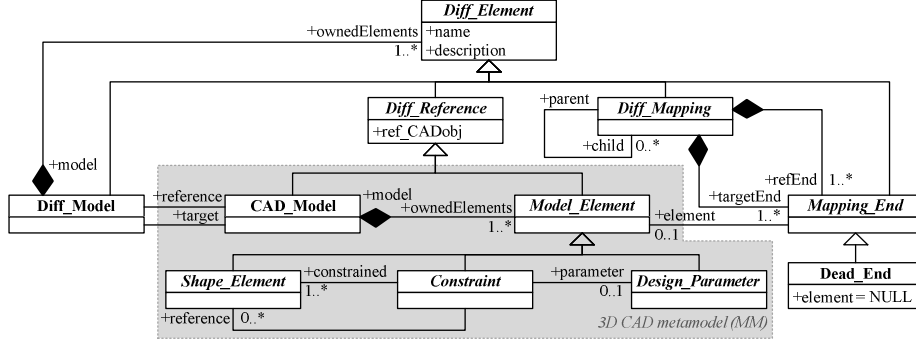 Diff_Element
+name
+description
+ownedElements
1..*
Diff_Reference
+ref_CADobj
+parent
Diff_Mapping
+child
0..*
+model
+refEnd
1..*
Diff_Model
+reference
+target
CAD_Model
+model
+ownedElements
1..*
Model_Element
+element
0..1
+targetEnd
1..*
Mapping_End
Shape_Element
+constrained
1..*
Constraint
+parameter
0..1
Design_Parameter
Dead_End
+element = NULL
+reference
0..*
3D CAD metamodel (MM)